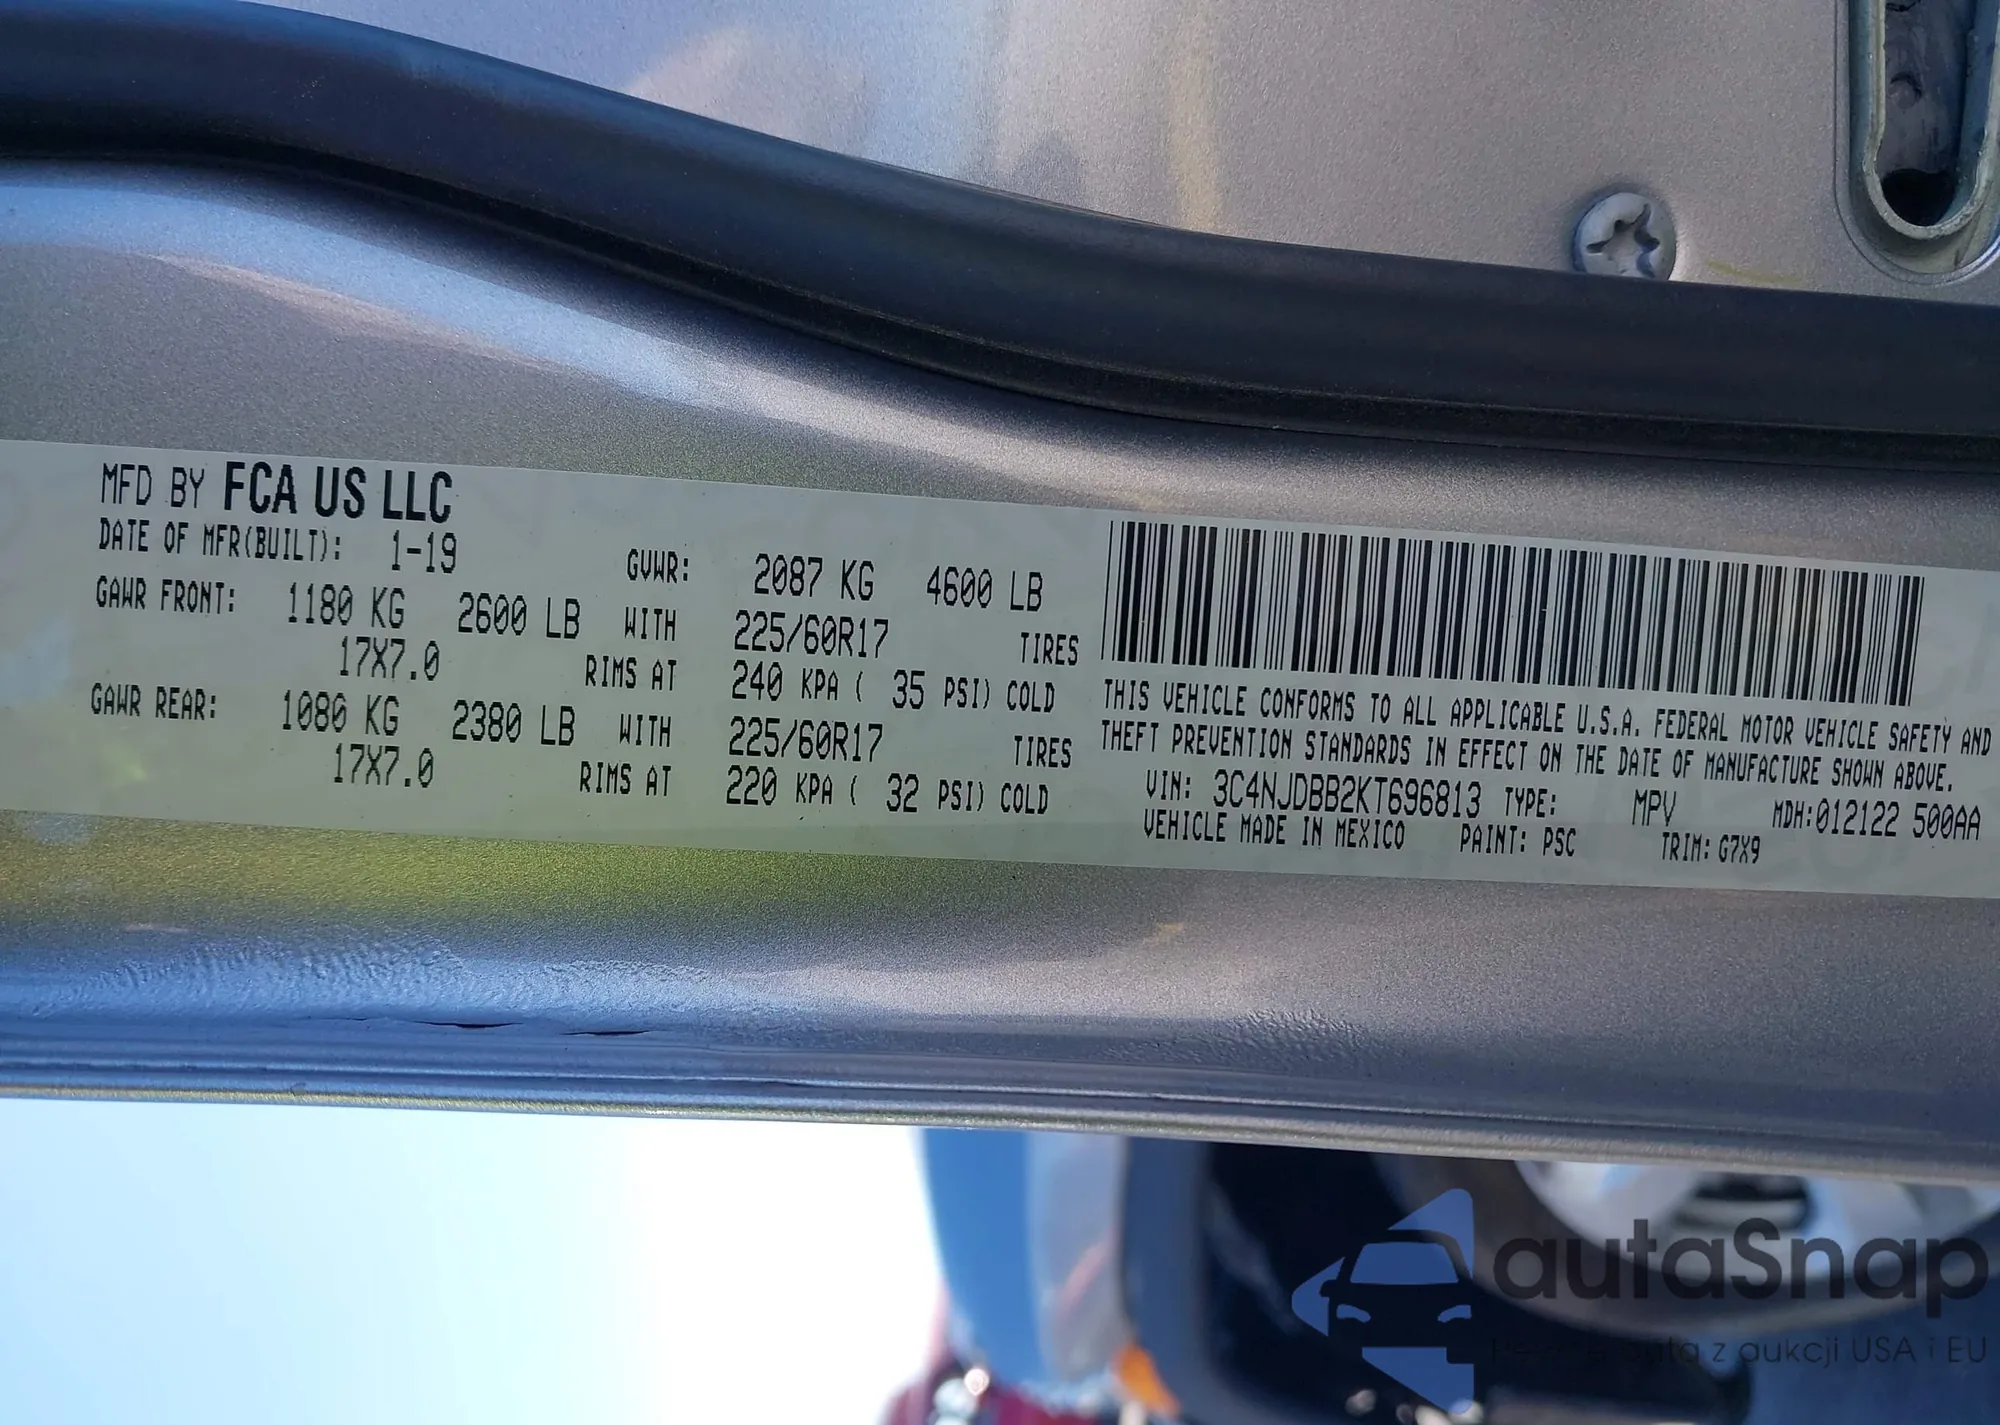 MFD BY FCA US LLC
DATE OF MFR(BUILT): 1-19
GVWR: 2087 KG 4600 LB
GAWR FRONT: 1180 KG 2600 LB WITH 225/60R17 TIRES
17X7.0 RIMS AT 240 KPA ( 35 PSI) COLD
GAWR REAR: 1080 KG 2380 LB WITH 225/60R17 TIRES
17X7.0 RIMS AT 220 KPA ( 32 PSI) COLD
THIS VEHICLE CONFORMS TO ALL APPLICABLE U.S.A. FEDERAL MOTOR VEHICLE SAFETY AND
THEFT PREVENTION STANDARDS IN EFFECT ON THE DATE OF MANUFACTURE SHOWN ABOVE.
VIN: 3C4NJDBB2KT696813 TYPE: MPV MDH:012122 500AA
VEHICLE MADE IN MEXICO PAINT: PSC TRIM: G7X9
autaSnap
auta z aukcji USA i EU